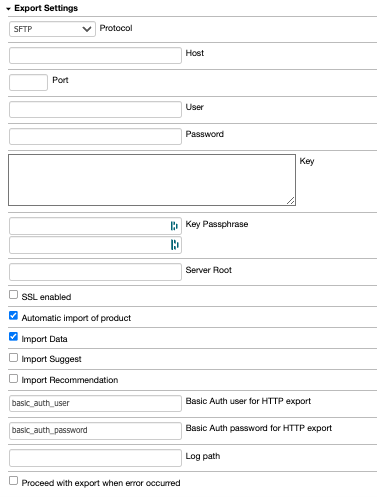 Export Settings
SFTP Protocol
Host
Port
User
Password
Key
Key Passphrase
Server Root
SSL enabled
Automatic import of product
Import Data
Import Suggest
Import Recommendation
basic_auth_user Basic Auth user for HTTP export
basic_auth_password Basic Auth password for HTTP export
Log path
Proceed with export when error occurred